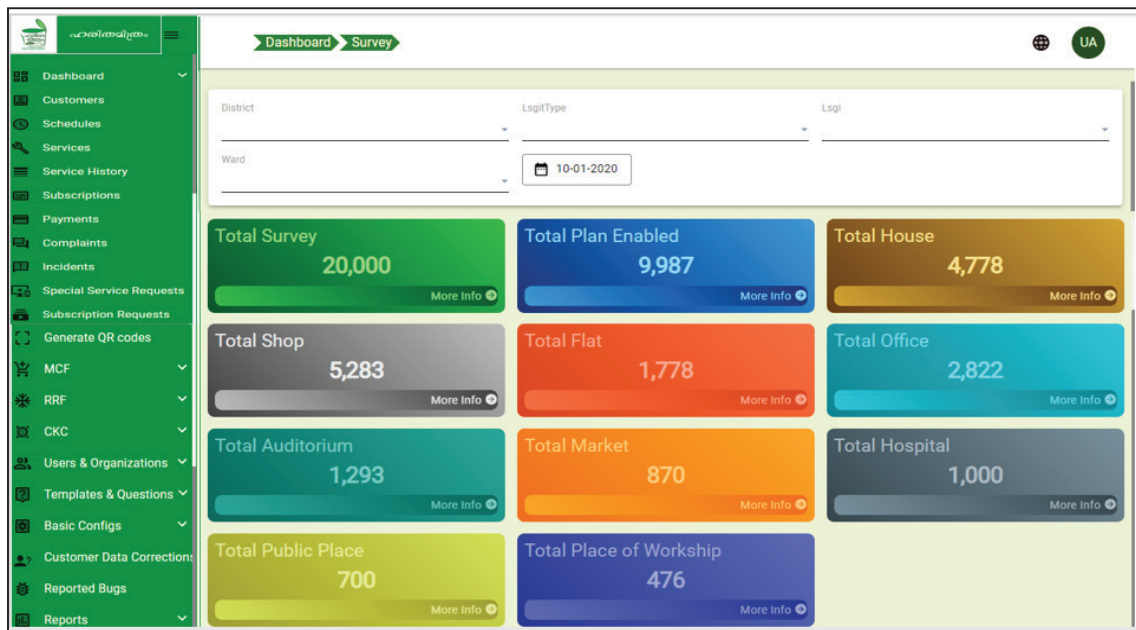 ഹരിതമിത്രം
Dashboard
Customers
Schedules
Services
Service History
Subscriptions
Payments
Complaints
Incidents
Special Service Requests
Subscription Requests
Generate QR codes
MCF
RRF
CKC
Users & Organizations
Templates & Questions
Basic Configs
Customer Data Corrections
Reported Bugs
Reports
Dashboard Survey
UA
District
LsgitType
Lsgi
Ward
10-01-2020
Total Survey
20,000
More Info
Total Plan Enabled
9,987
More Info
Total House
4,778
More Info
Total Shop
5,283
More Info
Total Flat
1,778
More Info
Total Office
2,822
More Info
Total Auditorium
1,293
More Info
Total Market
870
More Info
Total Hospital
1,000
More Info
Total Public Place
700
More Info
Total Place of Workship
476
More Info